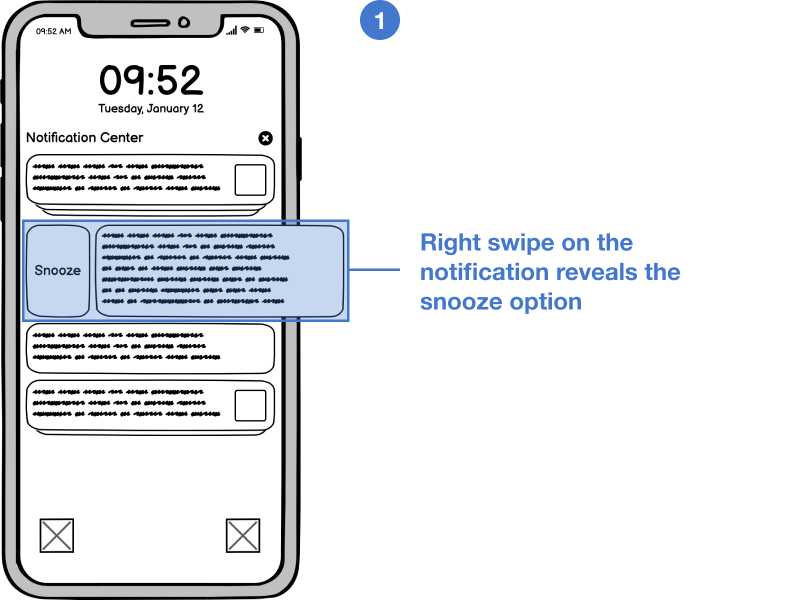 1
09:52 AM
09:52
Tuesday, January 12
Notification Center
Snooze
Right swipe on the
notification reveals the
snooze option